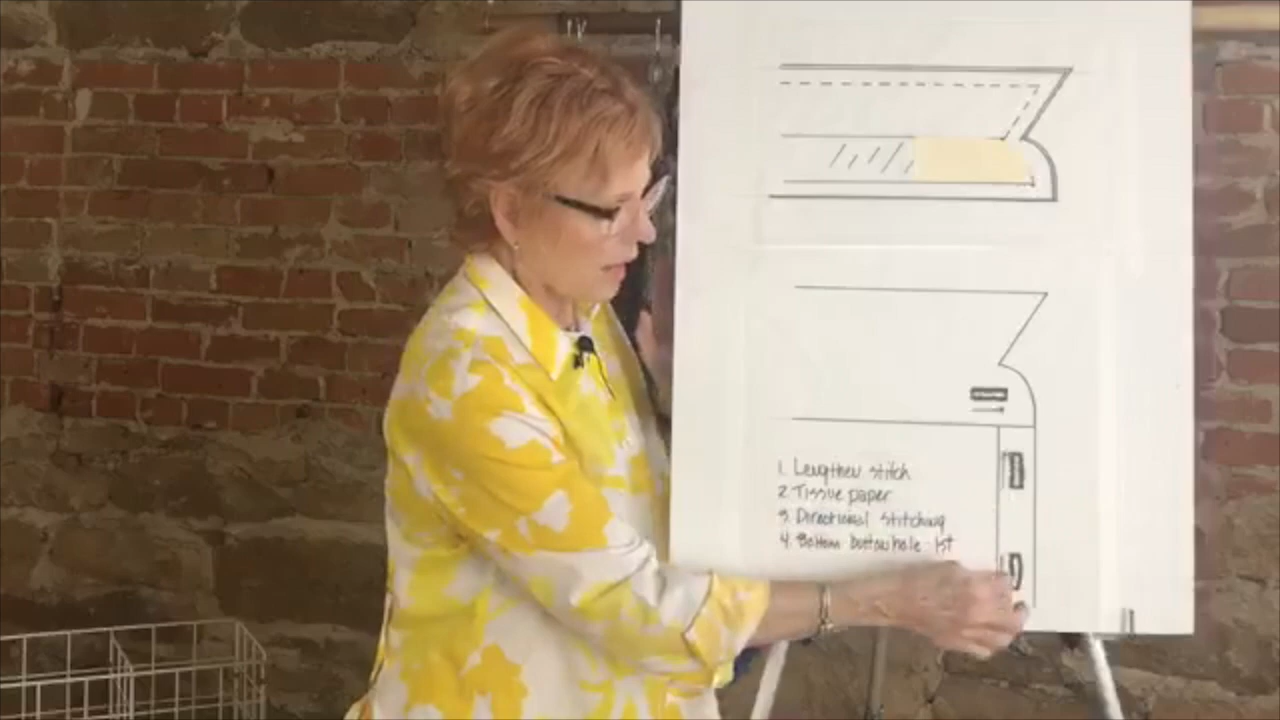 1. Lengthen stitch
2. Tissue paper
3. Directional stitching
4. Bottom buttonhole 1st